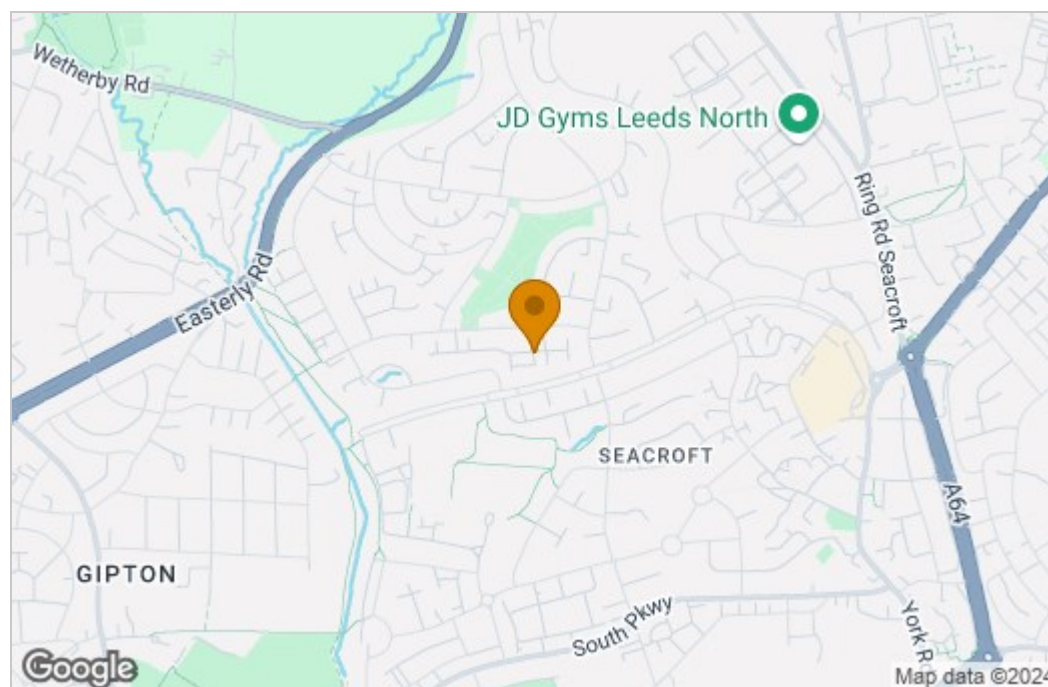 Wetherby Rd
JD Gyms Leeds North
Ring Rd Seacroft
Easterly Rd
SEACROFT
A64
GIPTON
South Pkwy
York R
Google
Map data ©2024